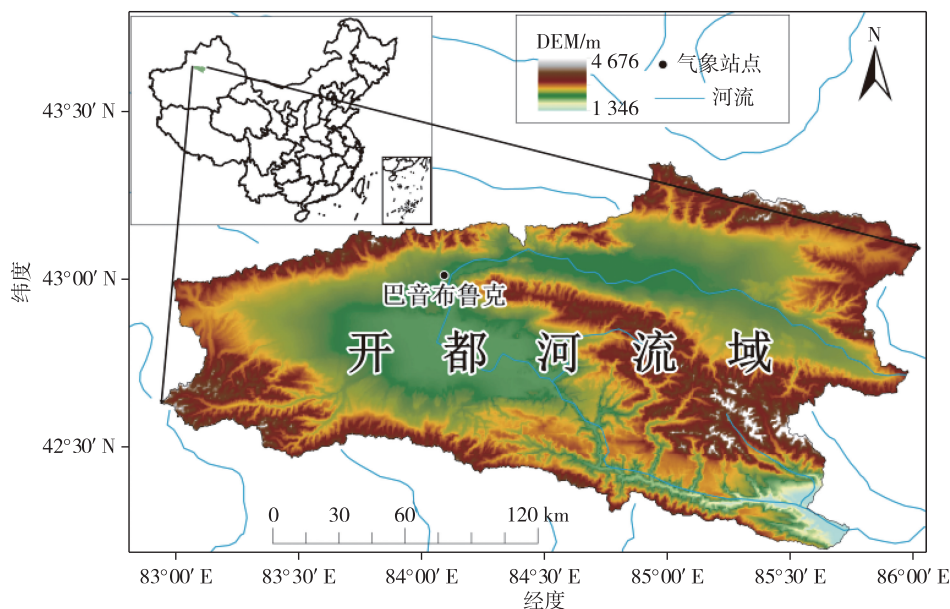 DEM/m
4 676
1 346
气象站点
河流
N
43°30′ N
43°00′ N
42°30′ N
纬度
巴音布鲁克
开都河流域
0 30 60 120 km
83°00′ E 83°30′ E 84°00′ E 84°30′ E 85°00′ E 85°30′ E 86°00′ E
经度